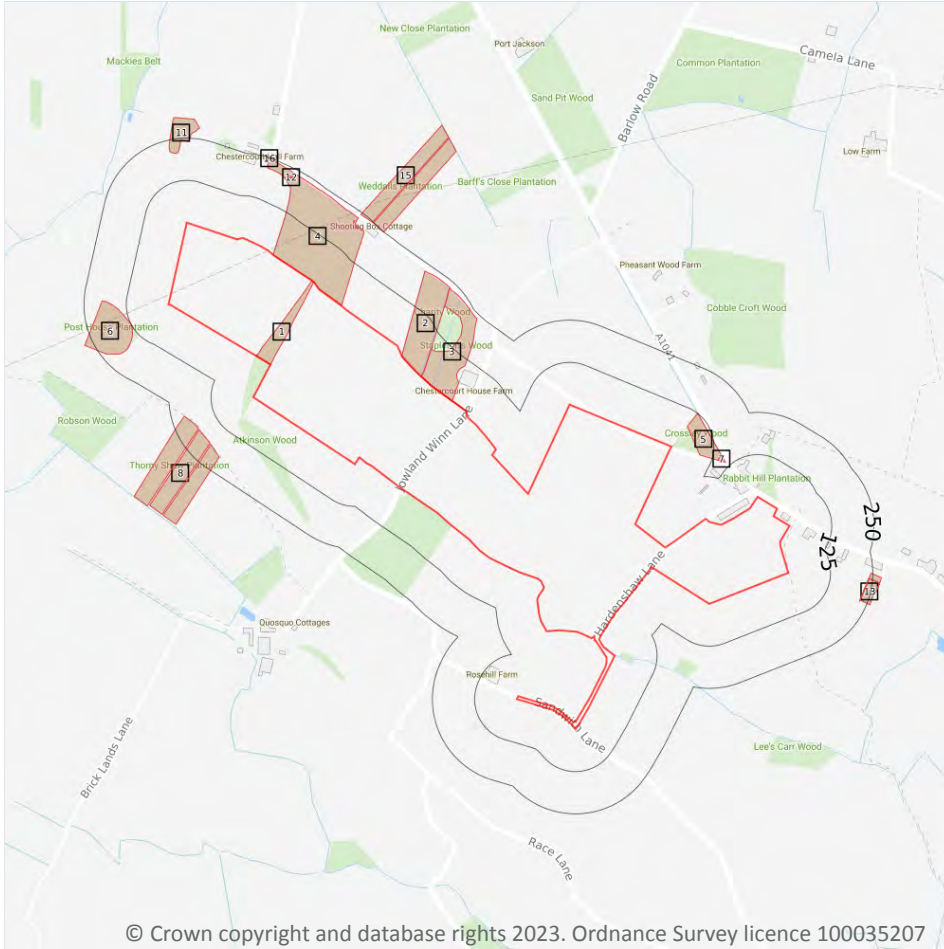 New Close Plantation
Port Jackson
Camela Lane
Mackies Belt
Common Plantation
Sand Pit Wood
Barlow Road
11
Low Farm
16
12
15
Weddalls Plantation
Barff's Close Plantation
Shooting Box Cottage
4
Pheasant Wood Farm
Cobble Croft Wood
6
1
2
3
A1041
Chestercourt House Farm
Robson Wood
Atkinson Wood
5
8
Rabbit Hill Plantation
250
125
13
Hardenshaw Lane
Quosquo Cottages
Rosehill Farm
Sandwith Lane
Lee's Carr Wood
Brick Lands Lane
Race Lane
© Crown copyright and database rights 2023. Ordnance Survey licence 100035207